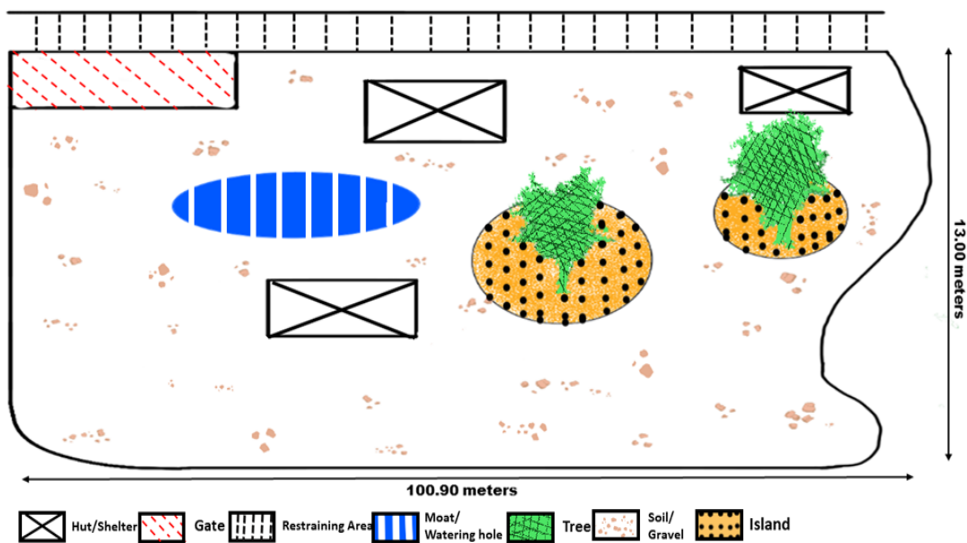 13.00 meters
100.90 meters
Hut/Shelter
Gate
Restraining Area
Moat/
Watering hole
Tree
Soil/
Gravel
Island